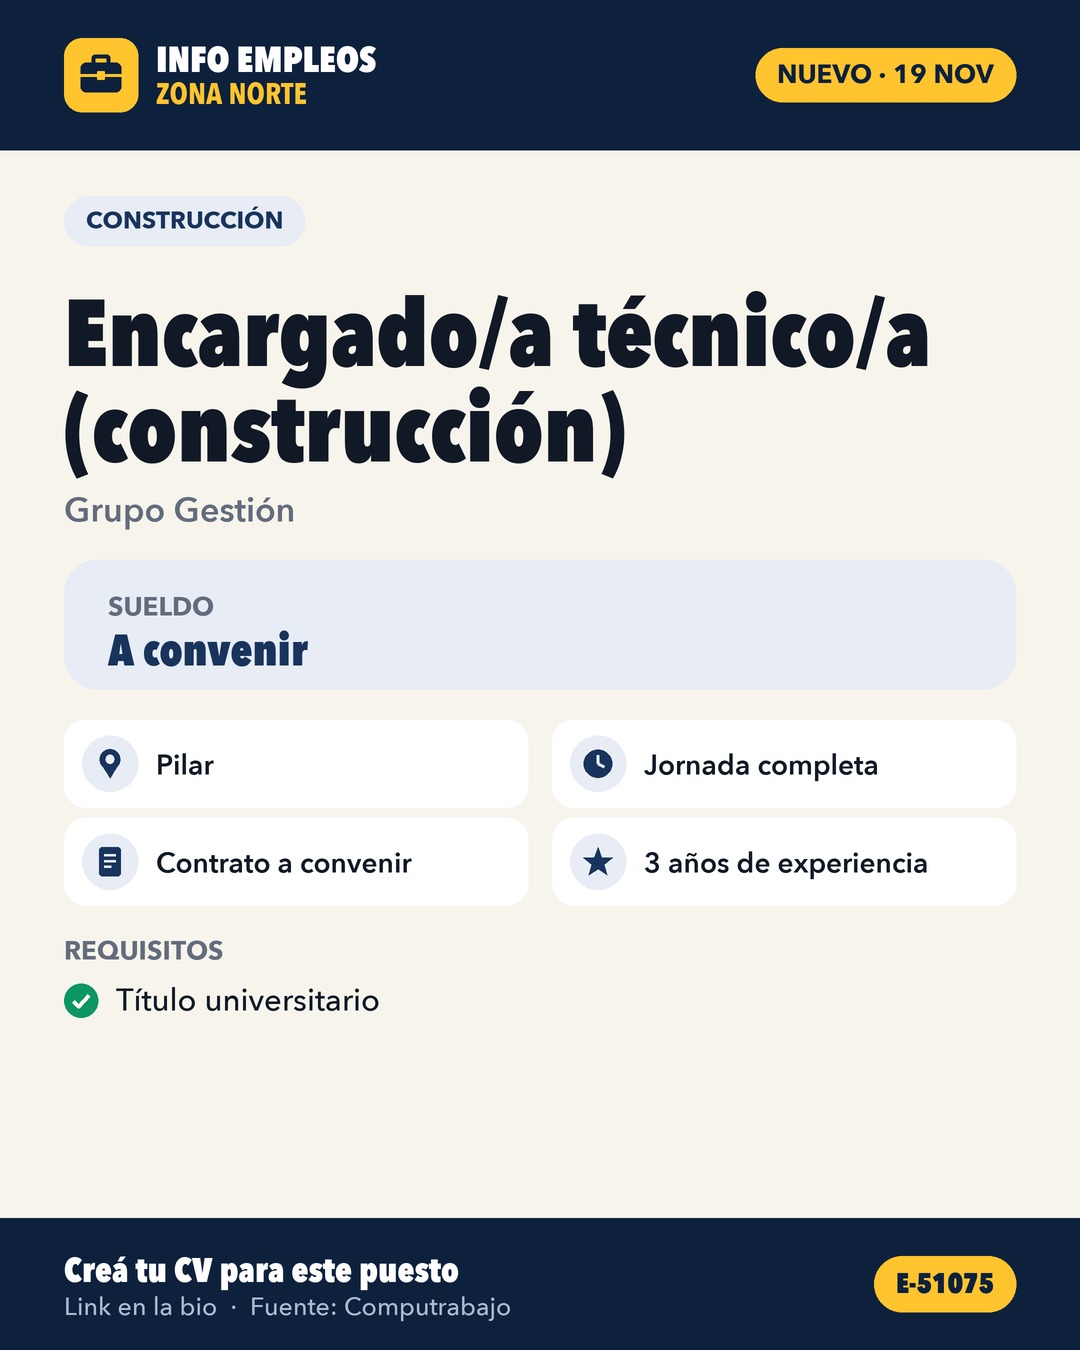 INFO EMPLEOS
ZONA NORTE
NUEVO · 19 NOV
CONSTRUCCIÓN
Encargado/a técnico/a
(construcción)
Grupo Gestión
SUELDO
A convenir
Pilar
Jornada completa
Contrato a convenir
3 años de experiencia
REQUISITOS
Título universitario
Creá tu CV para este puesto
Link en la bio · Fuente: Computrabajo
E-51075